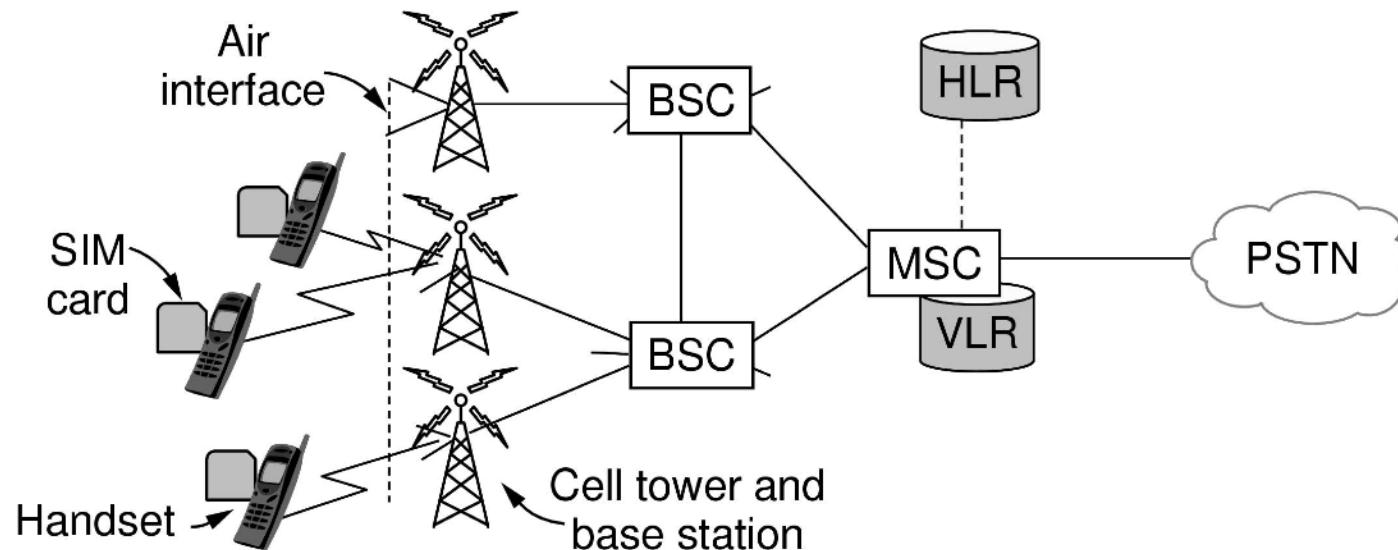 Air
interface
BSC
HLR
SIM
card
MSC
PSTN
VLR
BSC
Handset
Cell tower and
base station